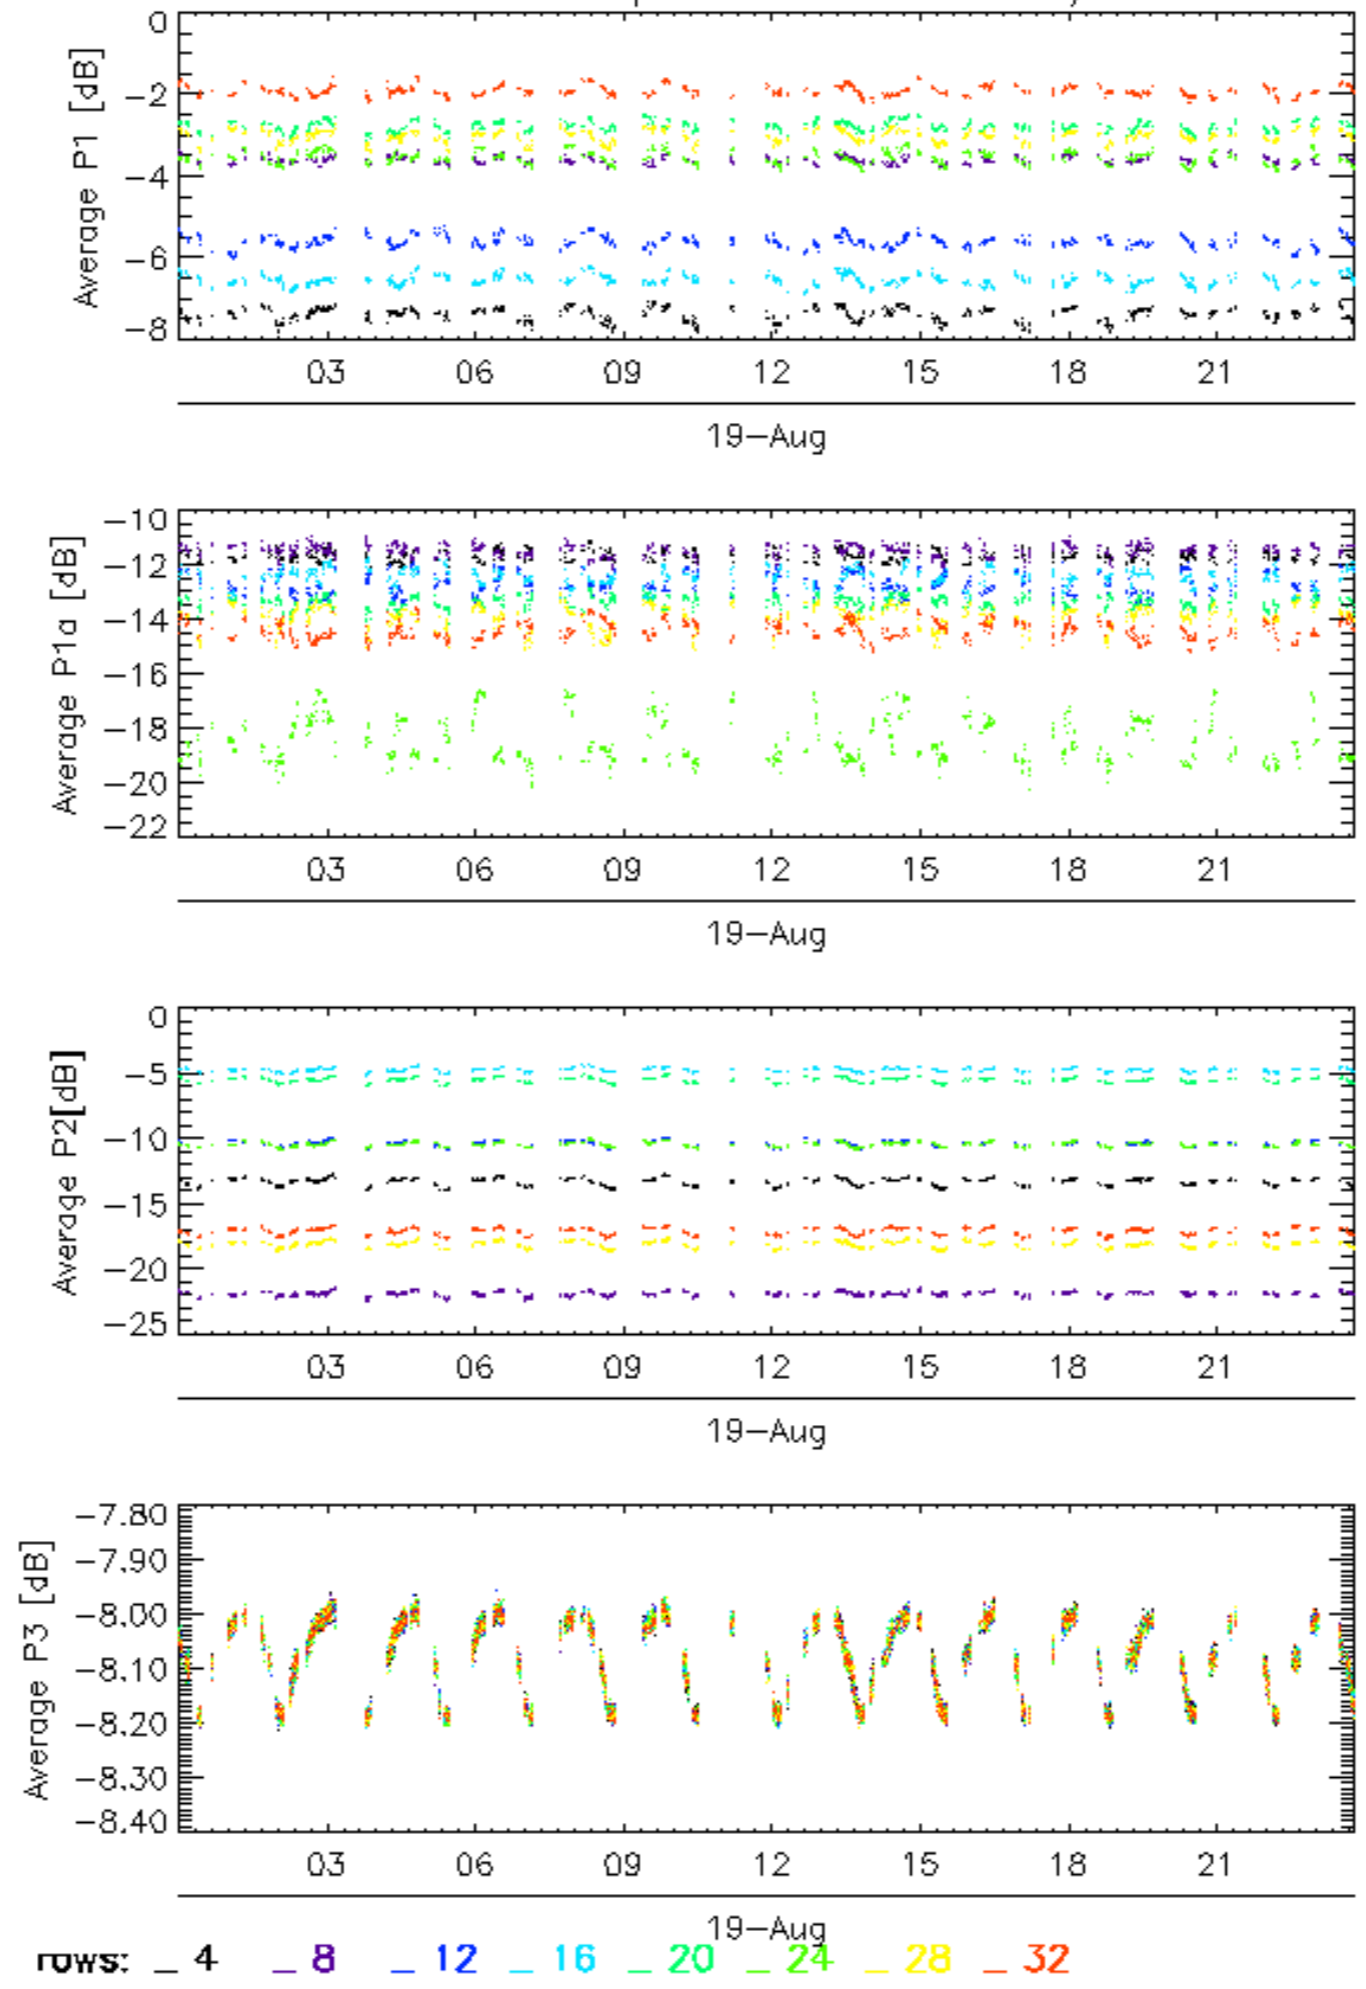 Average P1 [dB]
0
−2
−4
−6
−8
03 06 09 12 15 18 21
19−Aug
Average P1a [dB]
−10
−12
−14
−16
−18
−20
−22
03 06 09 12 15 18 21
19−Aug
Average P2[dB]
0
−5
−10
−15
−20
−25
03 06 09 12 15 18 21
19−Aug
Average P3 [dB]
−7.80
−7.90
−8.00
−8.10
−8.20
−8.30
−8.40
03 06 09 12 15 18 21
19−Aug
rows: _ 4 _ 8 _ 12 _ 16 _ 20 _ 24 _ 28 _ 32